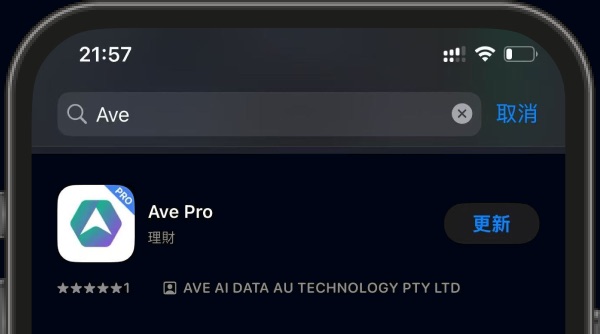 21:57
Ave 取消
PRO
Ave Pro
理財
更新
★★★★★1 AVE AI DATA AU TECHNOLOGY PTY LTD